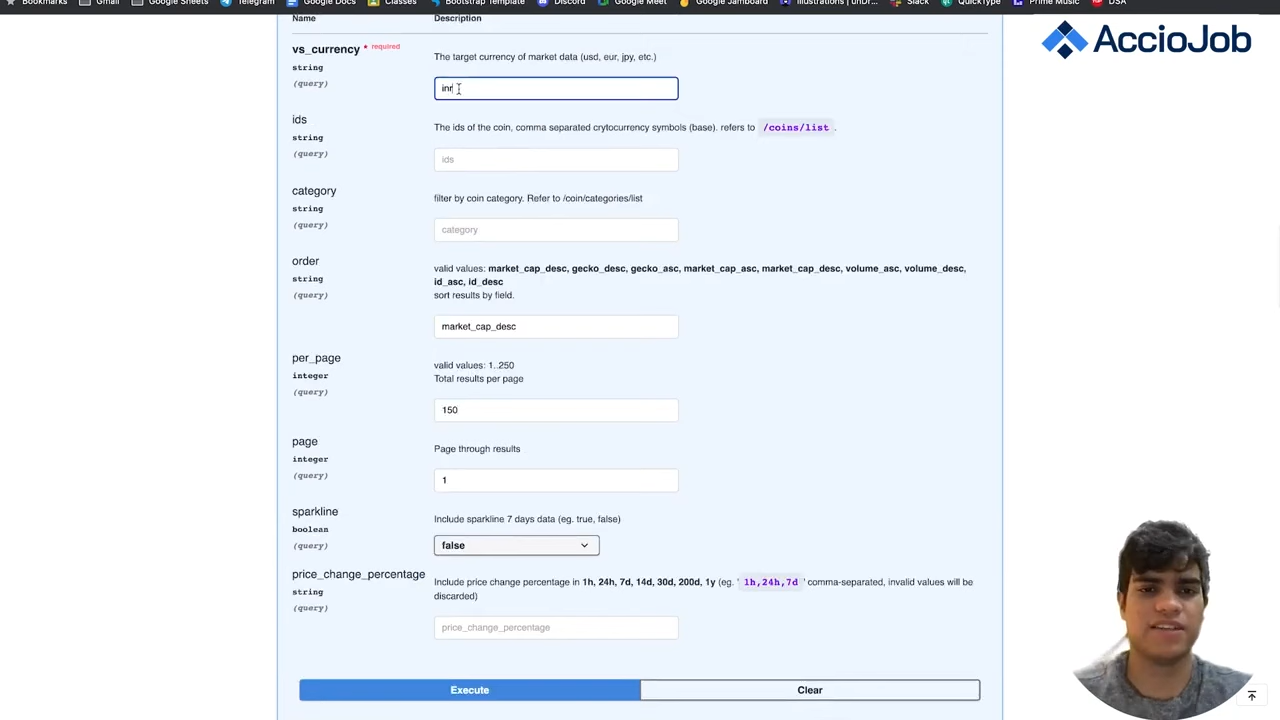 Bookmarks Gmail Google Sheets Telegram Google Docs Classes Bootstrap Template Discord Google Meet Google Jamboard Illustrations | unDr... Slack QuickType Prime Music DSA
AccioJob
Name Description
vs_currency * required
string
(query)
The target currency of market data (usd, eur, jpy, etc.)
inr
ids
string
(query)
The ids of the coin, comma separated crytocurrency symbols (base). refers to /coins/list .
ids
category
string
(query)
filter by coin category. Refer to /coin/categories/list
category
order
string
(query)
valid values: market_cap_desc, gecko_desc, gecko_asc, market_cap_asc, market_cap_desc, volume_asc, volume_desc,
id_asc, id_desc
sort results by field.
market_cap_desc
per_page
integer
(query)
valid values: 1..250
Total results per page
150
page
integer
(query)
Page through results
1
sparkline
boolean
(query)
Include sparkline 7 days data (eg. true, false)
false
price_change_percentage
string
(query)
Include price change percentage in 1h, 24h, 7d, 14d, 30d, 200d, 1y (eg. ' 1h,24h,7d ' comma-separated, invalid values will be
discarded)
price_change_percentage
Execute Clear